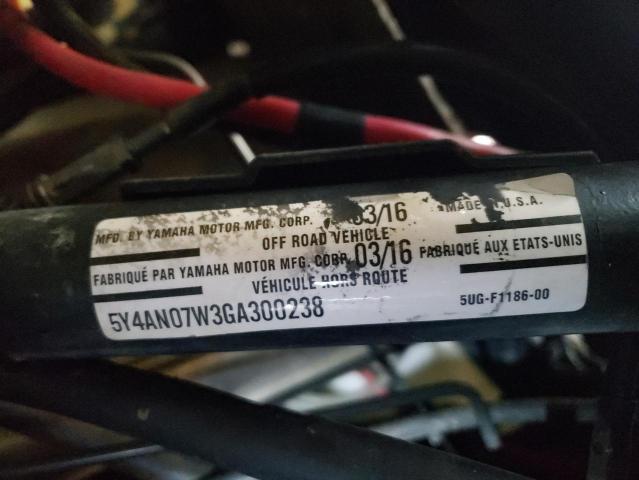 MFD. BY YAMAHA MOTOR MFG. CORP. 03/16 MADE IN U.S.A.
OFF ROAD VEHICLE
FABRIQUÉ PAR YAMAHA MOTOR MFG. CORP. 03/16 FABRIQUÉ AUX ETATS-UNIS
VÉHICULE HORS ROUTE
5Y4AN07W3GA300238 5UG-F1186-00